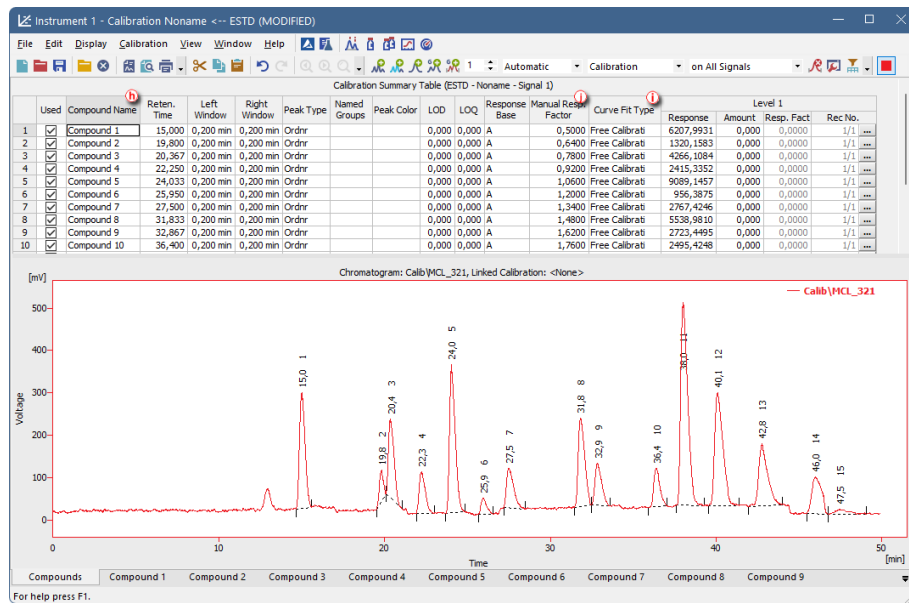 Instrument 1 - Calibration Noname <-- ESTD (MODIFIED)
File Edit Display Calibration View Window Help
1 Automatic Calibration on All Signals
Calibration Summary Table (ESTD - Noname - Signal 1)
h j i
Used Compound Name Reten. Time Left Window Right Window Peak Type Named Groups Peak Color LOD LOQ Response Base Manual Resp. Factor Curve Fit Type Level 1
Response Amount Resp. Fact Rec No.
1 Compound 1 15,000 0,200 min 0,200 min Ordnr 0,000 0,000 A 0,5000 Free Calibrati 6207,9931 0,000 0,0000 1/1 ...
2 Compound 2 19,800 0,200 min 0,200 min Ordnr 0,000 0,000 A 0,6400 Free Calibrati 1320,1583 0,000 0,0000 1/1 ...
3 Compound 3 20,367 0,200 min 0,200 min Ordnr 0,000 0,000 A 0,7800 Free Calibrati 4266,1084 0,000 0,0000 1/1 ...
4 Compound 4 22,250 0,200 min 0,200 min Ordnr 0,000 0,000 A 0,9200 Free Calibrati 2415,3352 0,000 0,0000 1/1 ...
5 Compound 5 24,033 0,200 min 0,200 min Ordnr 0,000 0,000 A 1,0600 Free Calibrati 9089,1457 0,000 0,0000 1/1 ...
6 Compound 6 25,950 0,200 min 0,200 min Ordnr 0,000 0,000 A 1,2000 Free Calibrati 956,3875 0,000 0,0000 1/1 ...
7 Compound 7 27,500 0,200 min 0,200 min Ordnr 0,000 0,000 A 1,3400 Free Calibrati 2767,4246 0,000 0,0000 1/1 ...
8 Compound 8 31,833 0,200 min 0,200 min Ordnr 0,000 0,000 A 1,4800 Free Calibrati 5538,9810 0,000 0,0000 1/1 ...
9 Compound 9 32,867 0,200 min 0,200 min Ordnr 0,000 0,000 A 1,6200 Free Calibrati 2723,4495 0,000 0,0000 1/1 ...
10 Compound 10 36,400 0,200 min 0,200 min Ordnr 0,000 0,000 A 1,7600 Free Calibrati 2495,4248 0,000 0,0000 1/1 ...
Chromatogram: Calib\MCL_321, Linked Calibration: <None>
[mV]
Calib\MCL_321
500
400
300
200
100
0
Voltage
15,0 1
19,8 2
20,4 3
22,3 4
24,0 5
25,9 6
27,5 7
31,8 8
32,9 9
36,4 10
38,0 11
40,1 12
42,8 13
46,0 14
47,5 15
0 10 20 30 40 50
Time [min]
Compounds Compound 1 Compound 2 Compound 3 Compound 4 Compound 5 Compound 6 Compound 7 Compound 8 Compound 9
For help press F1.